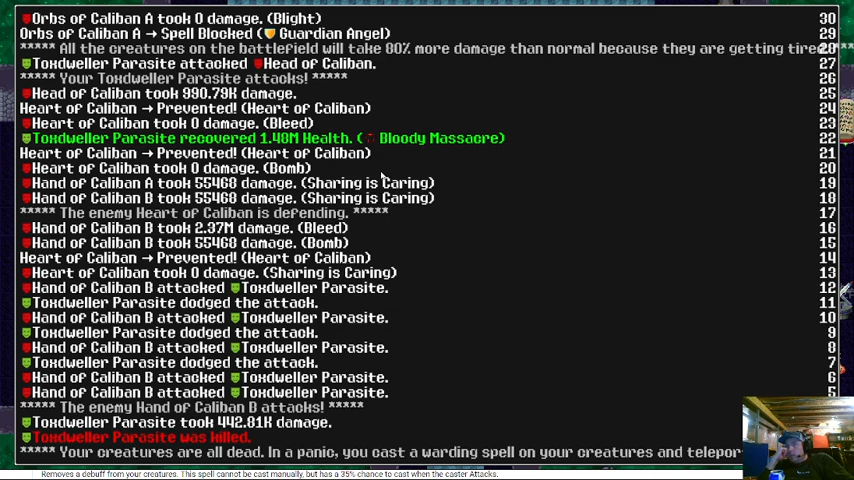 Orbs of Caliban A took 0 damage. (Blight) 30
Orbs of Caliban A → Spell Blocked (Guardian Angel) 29
***** All the creatures on the battlefield will take 80% more damage than normal because they are getting tired 28
Toxdweller Parasite attacked Head of Caliban. 27
***** Your Toxdweller Parasite attacks! ***** 26
Head of Caliban took 990.79K damage. 25
Heart of Caliban → Prevented! (Heart of Caliban) 24
Heart of Caliban took 0 damage. (Bleed) 23
Toxdweller Parasite recovered 1.48M Health. (Bloody Massacre) 22
Heart of Caliban → Prevented! (Heart of Caliban) 21
Heart of Caliban took 0 damage. (Bomb) 20
Hand of Caliban A took 55468 damage. (Sharing is Caring) 19
Hand of Caliban B took 55468 damage. (Sharing is Caring) 18
***** The enemy Heart of Caliban is defending. ***** 17
Hand of Caliban B took 2.37M damage. (Bleed) 16
Hand of Caliban B took 55468 damage. (Bomb) 15
Heart of Caliban → Prevented! (Heart of Caliban) 14
Heart of Caliban took 0 damage. (Sharing is Caring) 13
Hand of Caliban B attacked Toxdweller Parasite. 12
Toxdweller Parasite dodged the attack. 11
Hand of Caliban B attacked Toxdweller Parasite. 10
Toxdweller Parasite dodged the attack. 9
Hand of Caliban B attacked Toxdweller Parasite. 8
Toxdweller Parasite dodged the attack. 7
Hand of Caliban B attacked Toxdweller Parasite. 6
Hand of Caliban B attacked Toxdweller Parasite. 5
***** The enemy Hand of Caliban B attacks! *****
Toxdweller Parasite took 442.81K damage.
Toxdweller Parasite was killed.
***** Your creatures are all dead. In a panic, you cast a warding spell on your creatures and telepor
Removes a debuff from your creatures. This spell cannot be cast manually, but has a 35% chance to cast when the caster Attacks.